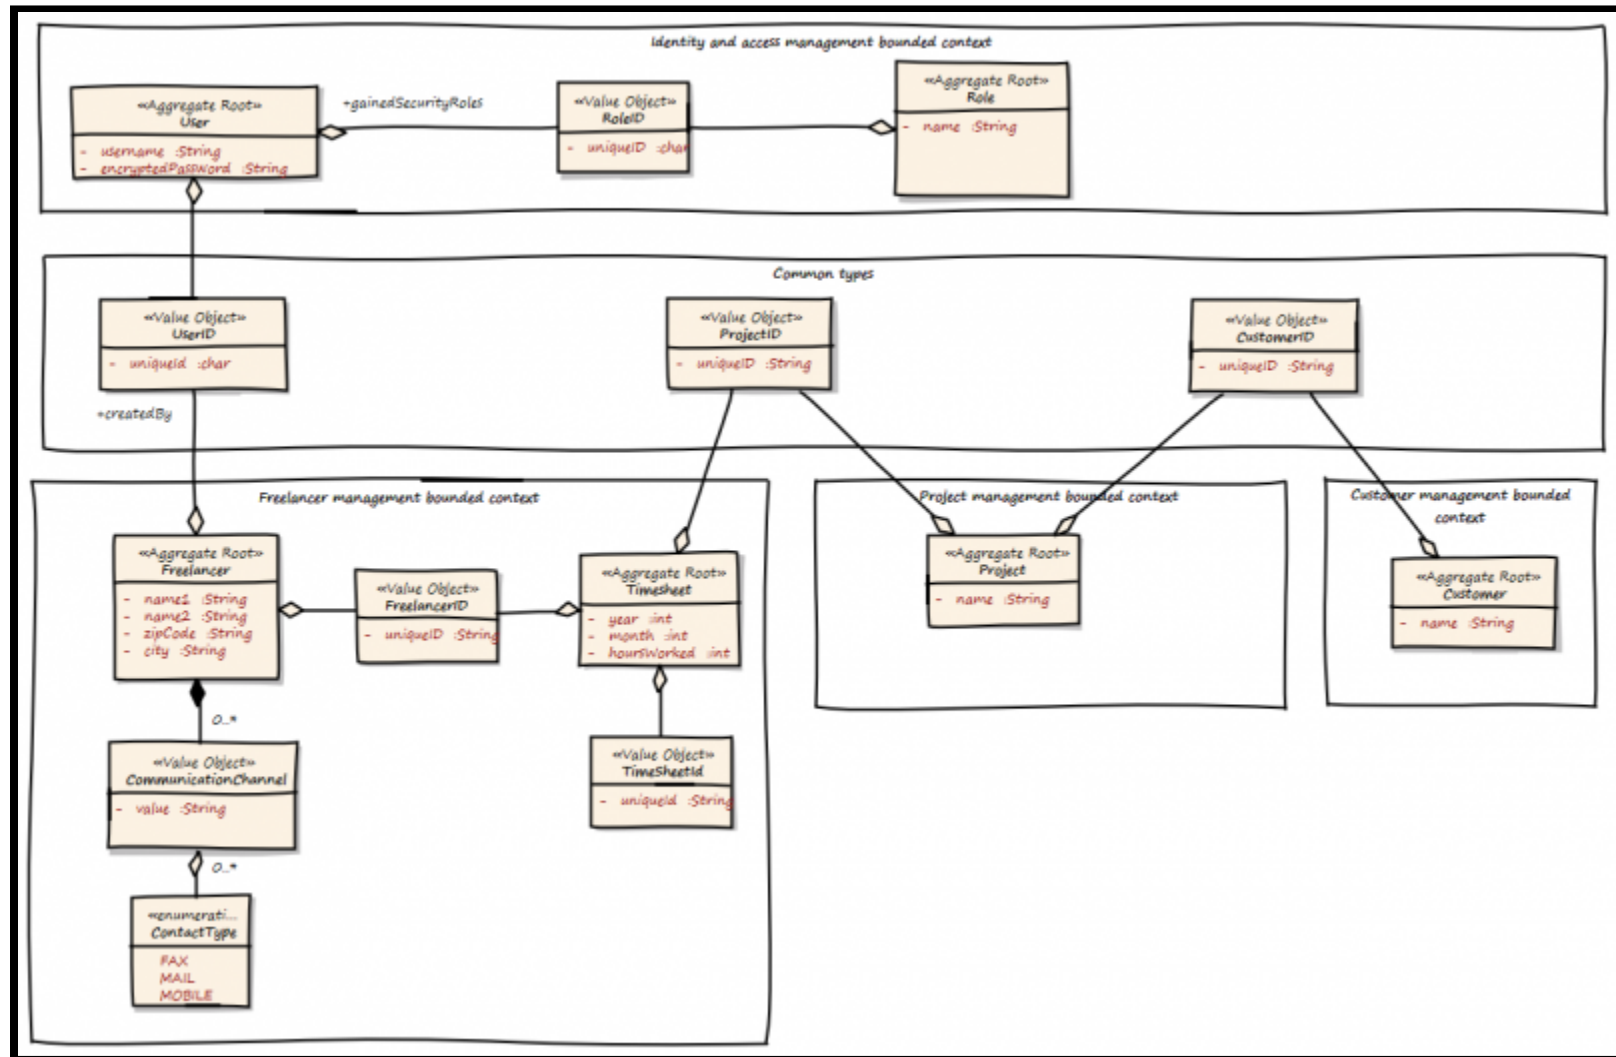 Identity and access management bounded context
«Aggregate Root»
User
- username :String
- encryptedPassword :String
+gainedSecurityRoles
«Value Object»
RoleID
- uniqueID :char
«Aggregate Root»
Role
- name :String
Common types
«Value Object»
UserID
- uniqueId :char
+createdBy
«Value Object»
ProjectID
- uniqueID :String
«Value Object»
CustomerID
- uniqueID :String
Freelancer management bounded context
«Aggregate Root»
Freelancer
- name1 :String
- name2 :String
- zipCode :String
- city :String
«Value Object»
FreelancerID
- uniqueID :String
«Aggregate Root»
Timesheet
- year :int
- month :int
- hoursWorked :int
0..*
«Value Object»
CommunicationChannel
- value :String
«Value Object»
TimeSheetId
- uniqueId :String
0..*
«enumerati...
ContactType
FAX
MAIL
MOBILE
Project management bounded context
«Aggregate Root»
Project
- name :String
Customer management bounded
context
«Aggregate Root»
Customer
- name :String